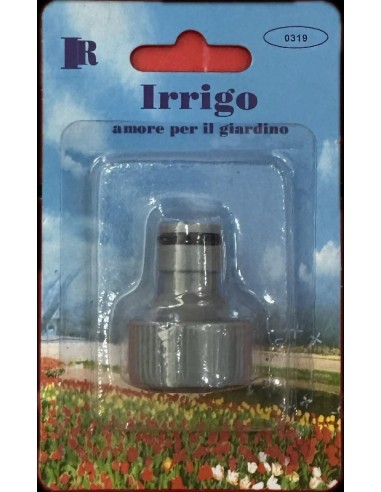 IR
0319
Irrigo
amore per il giardino